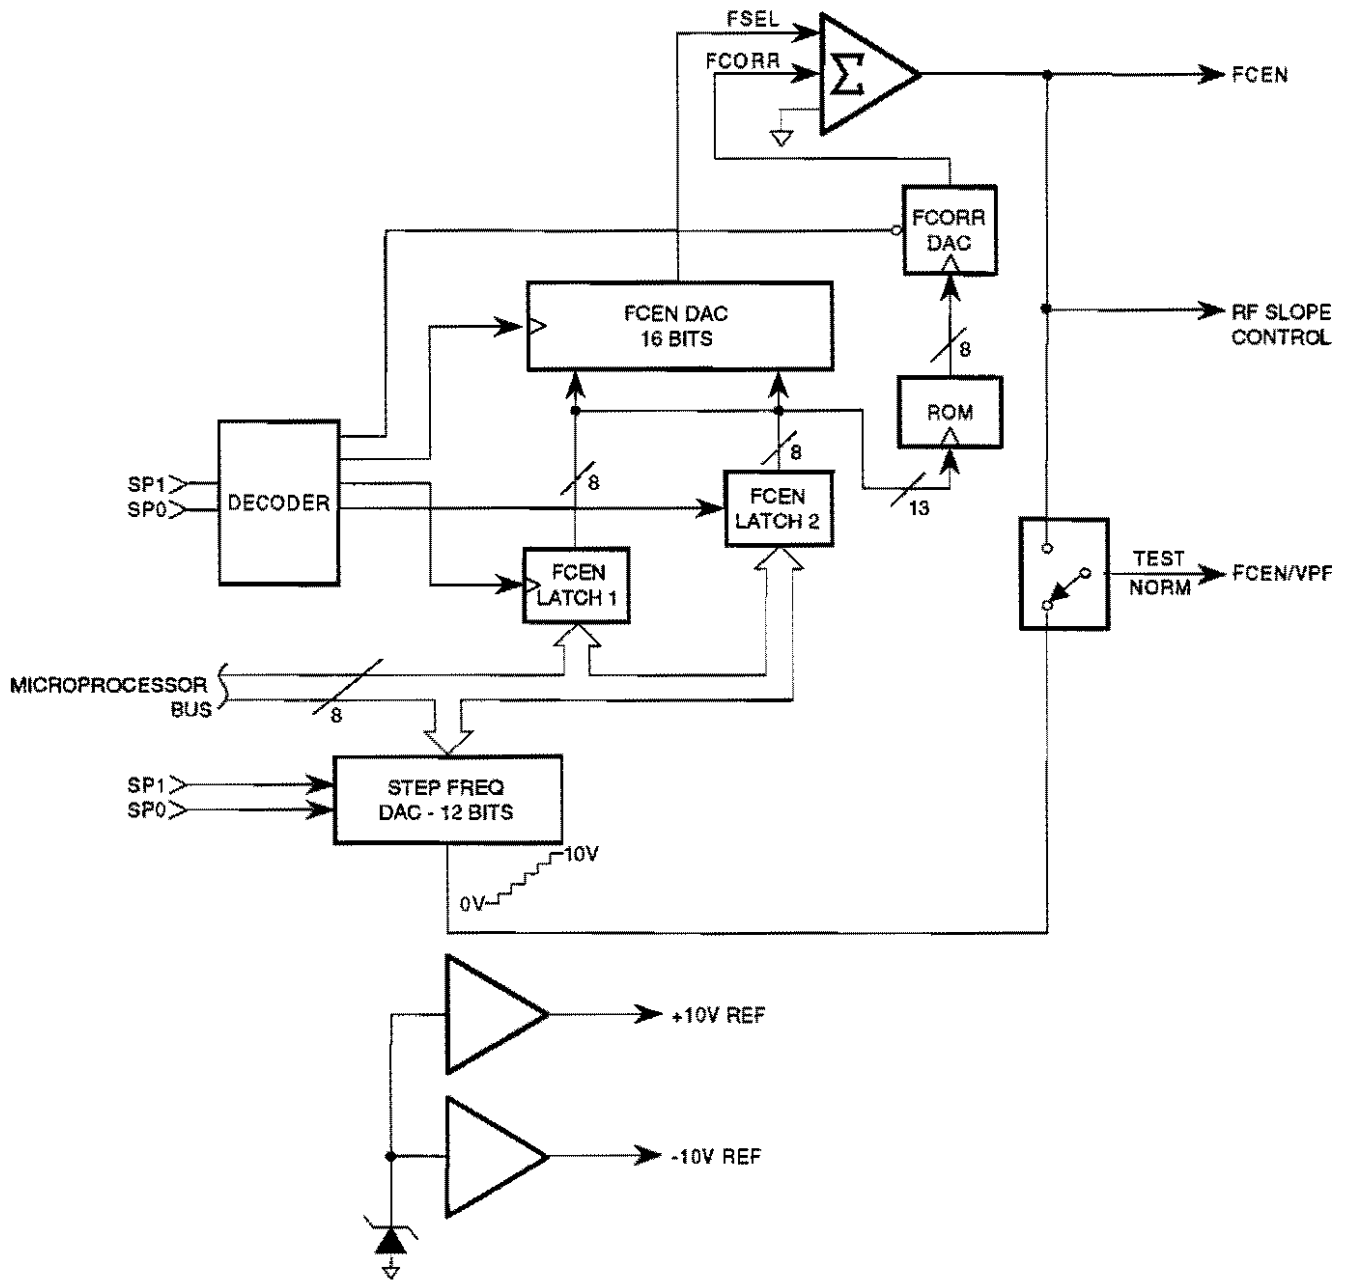 FSEL
FCORR
Σ
FCEN
FCORR
DAC
FCEN DAC
16 BITS
RF SLOPE
CONTROL
8
ROM
8
8
13
SP1
SP0
DECODER
FCEN
LATCH 2
FCEN
LATCH 1
TEST
NORM
FCEN/VPF
MICROPROCESSOR
BUS
8
SP1
SP0
STEP FREQ
DAC - 12 BITS
10V
0V
+10V REF
-10V REF